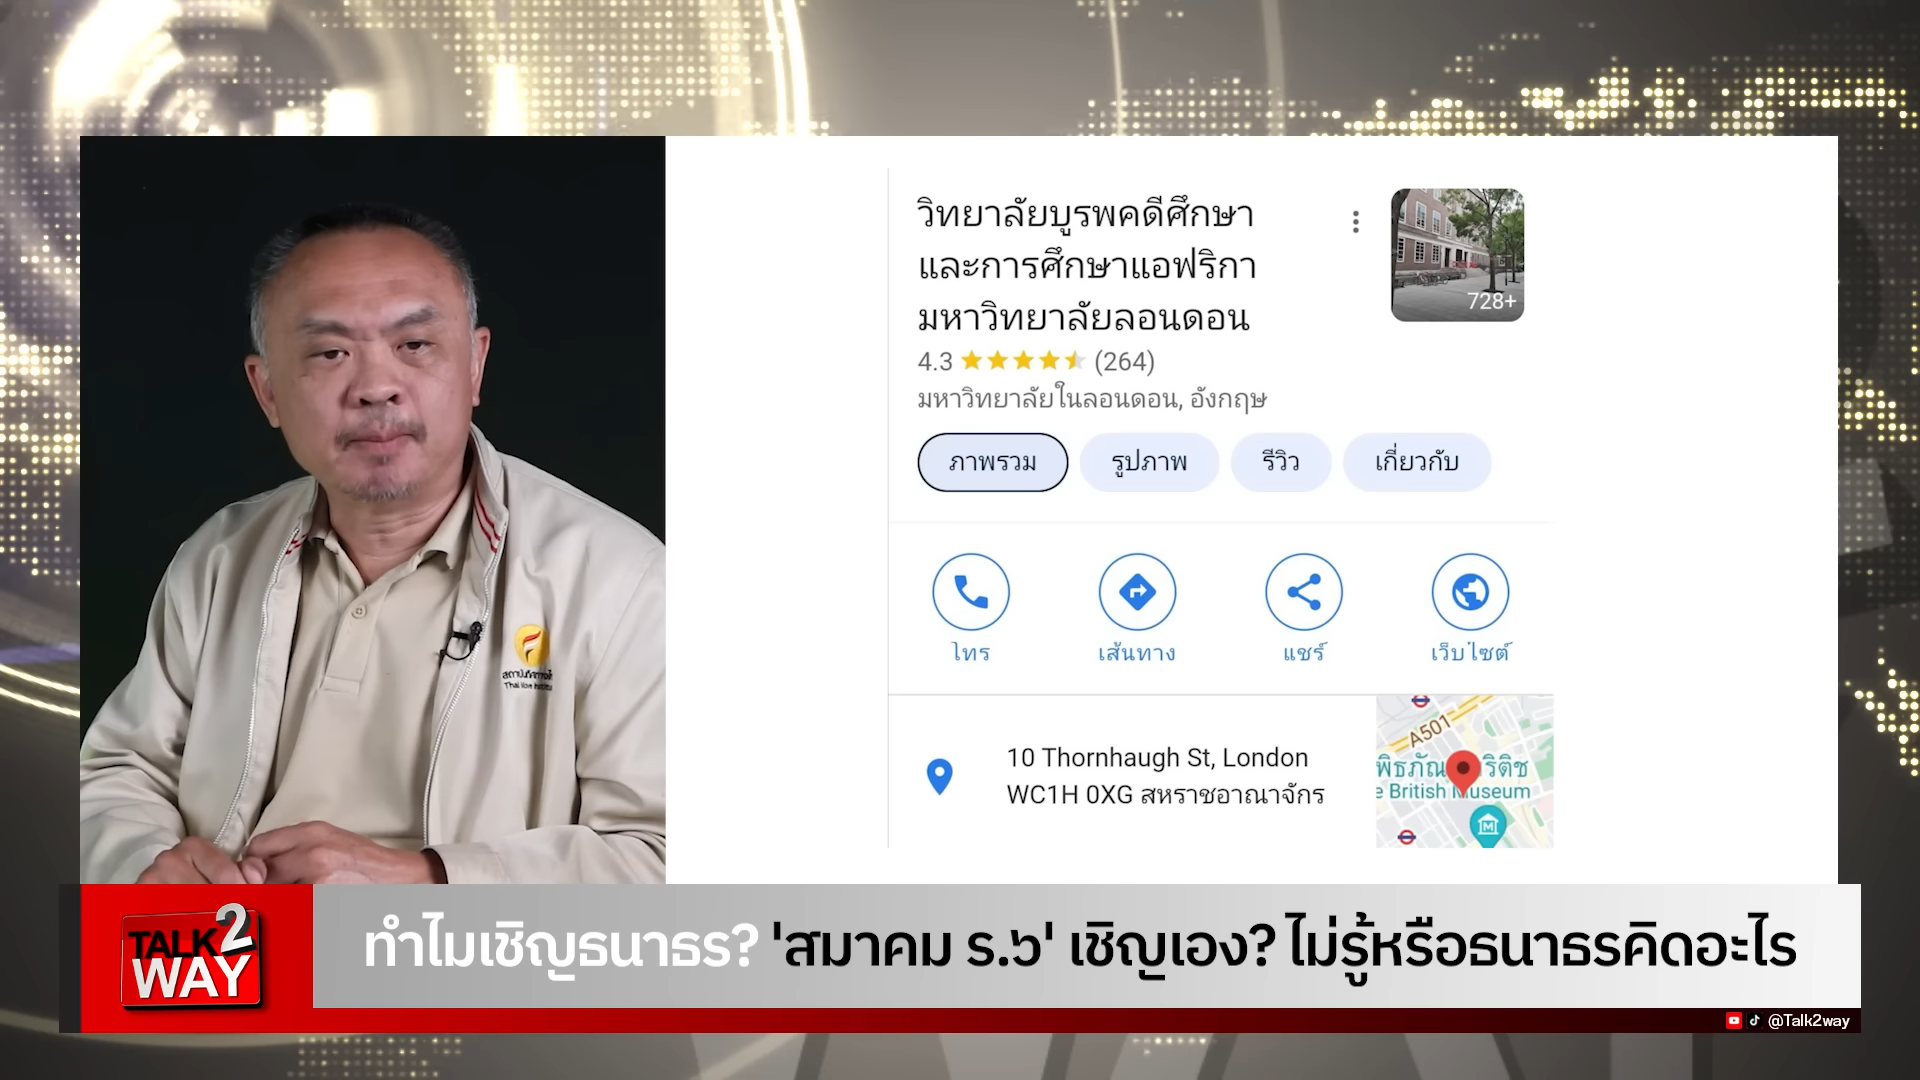 วิทยาลัยบูรพคดีศึกษา
และการศึกษาแอฟริกา
มหาวิทยาลัยลอนดอน
728+
4.3 (264)
มหาวิทยาลัยในลอนดอน, อังกฤษ
ภาพรวม รูปภาพ รีวิว เกี่ยวกับ
โทร เส้นทาง แชร์ เว็บไซต์
10 Thornhaugh St, London
WC1H 0XG สหราชอาณาจักร
A501
British Museum
TALK 2
WAY
ทำไมเชิญธนาธร? 'สมาคม ร.๖' เชิญเอง? ไม่รู้หรือธนาธรคิดอะไร
@Talk2way